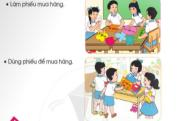 • Làm phiếu mua hàng.
• Dùng phiếu để mua hàng.